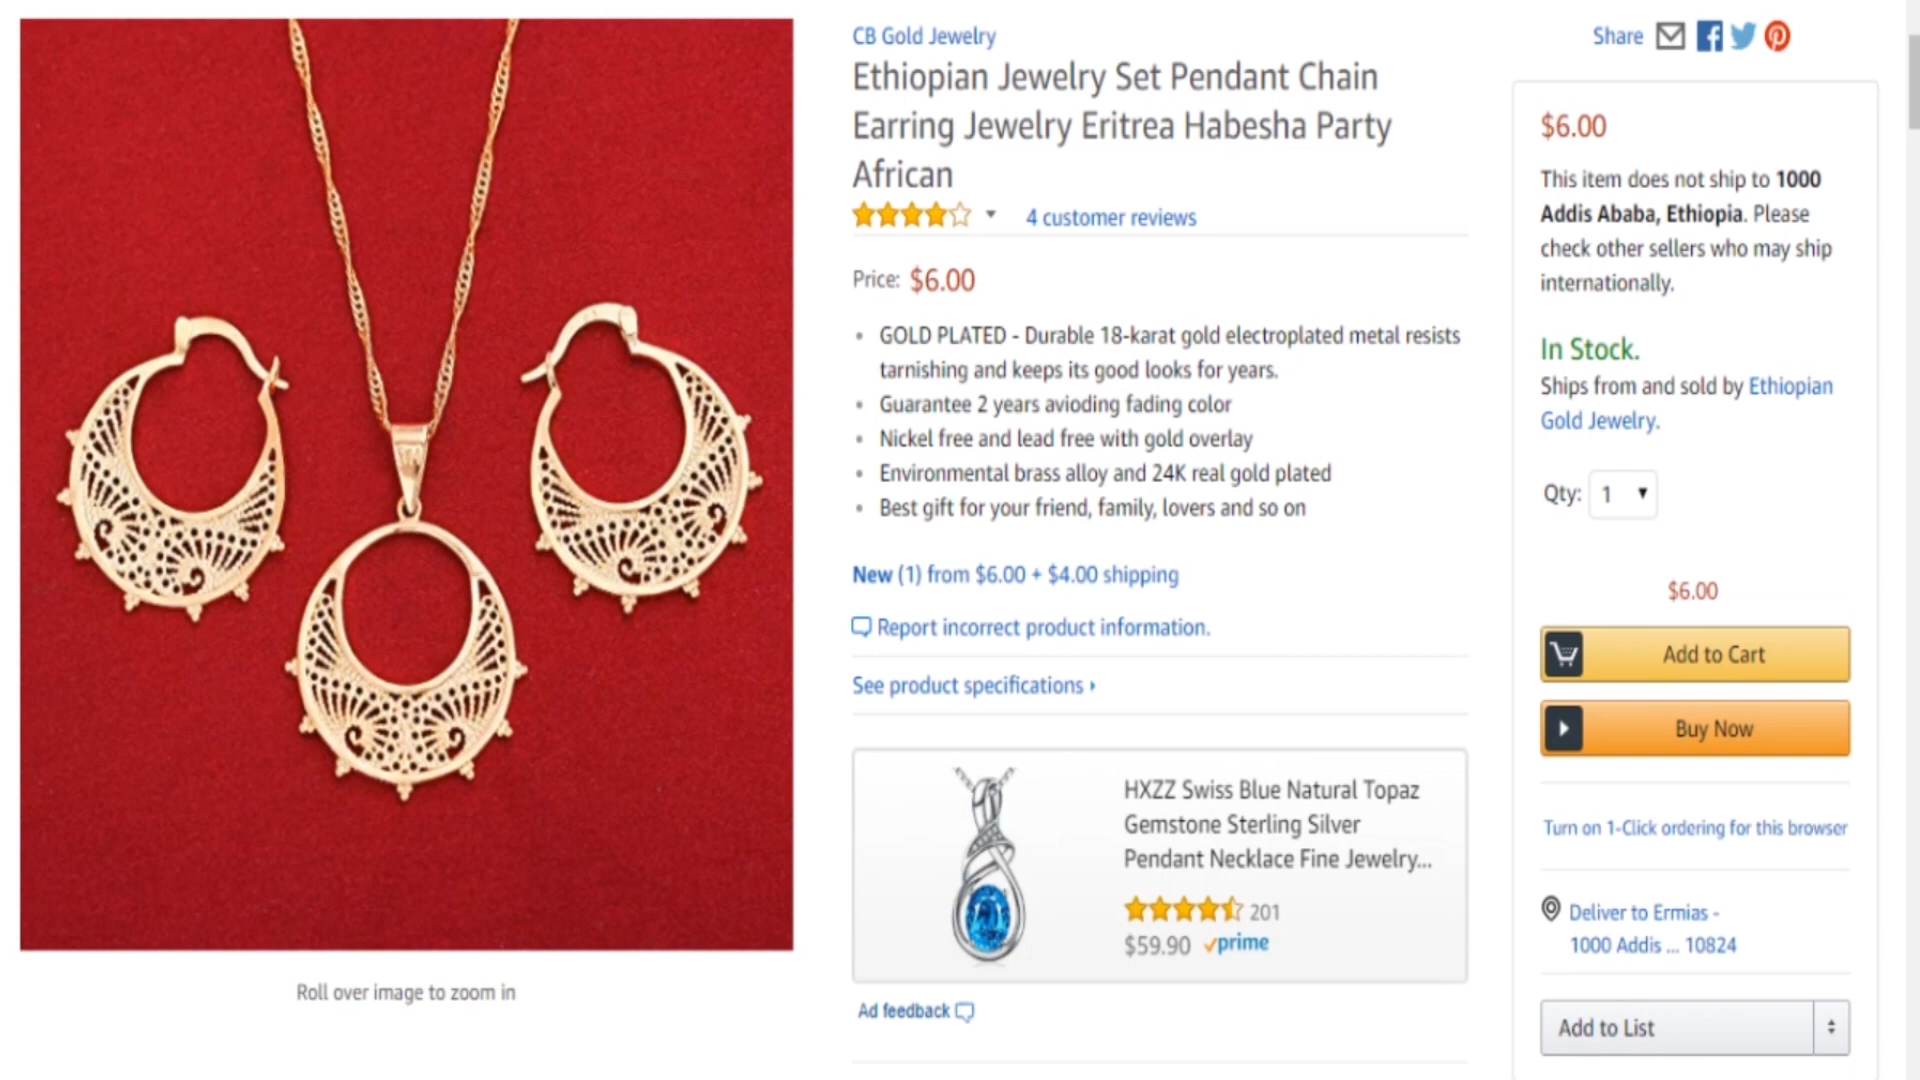 CB Gold Jewelry
Ethiopian Jewelry Set Pendant Chain
Earring Jewelry Eritrea Habesha Party
African
4 customer reviews
Price: $6.00
GOLD PLATED - Durable 18-karat gold electroplated metal resists
tarnishing and keeps its good looks for years.
Guarantee 2 years avioding fading color
Nickel free and lead free with gold overlay
Environmental brass alloy and 24K real gold plated
Best gift for your friend, family, lovers and so on
New (1) from $6.00 + $4.00 shipping
Report incorrect product information.
See product specifications
HXZZ Swiss Blue Natural Topaz
Gemstone Sterling Silver
Pendant Necklace Fine Jewelry...
201
$59.90 prime
Ad feedback
Roll over image to zoom in
Share
$6.00
This item does not ship to 1000
Addis Ababa, Ethiopia. Please
check other sellers who may ship
internationally.
In Stock.
Ships from and sold by Ethiopian
Gold Jewelry.
Qty: 1
$6.00
Add to Cart
Buy Now
Turn on 1-Click ordering for this browser
Deliver to Ermias -
1000 Addis ... 10824
Add to List